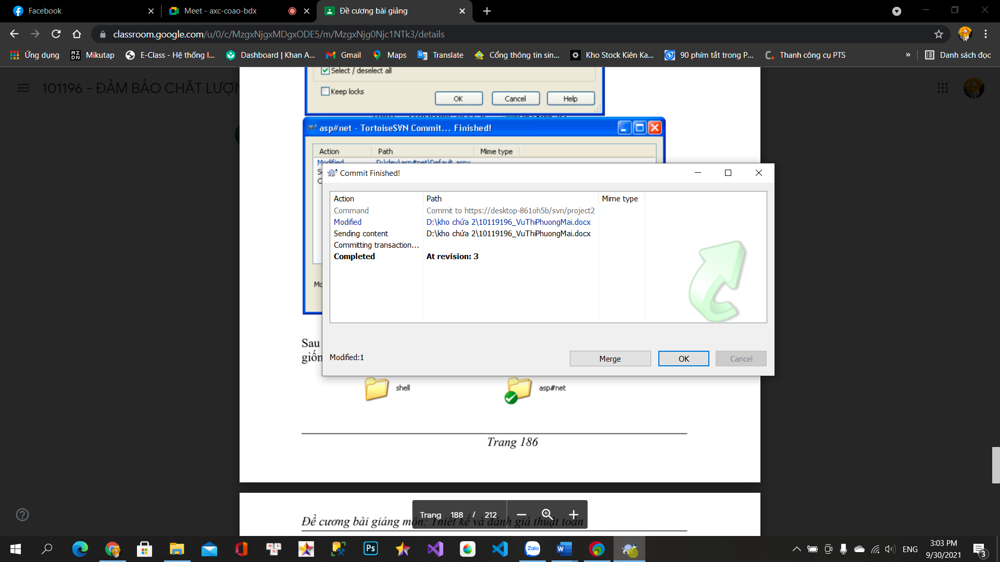 Facebook
Meet - axc-coao-bdx
Đề cương bài giảng
classroom.google.com/u/0/c/MzgxNjgxMDgxODE5/m/MzgxNjg0Njc1NTk3/details
Ứng dụng
Mikutap
E-Class - Hệ thống l...
Dashboard | Khan A...
Gmail
Maps
Translate
Cổng thông tin sin...
Kho Stock Kiên Ka...
90 phím tắt trong P...
Thanh công cụ PTS
»
Danh sách đọc
101196 - ĐẢM BẢO CHẤT LƯỢN
Select / deselect all
Keep locks
OK
Cancel
Help
asp#net - TortoiseSVN Commit... Finished!
Action Path Mime type
Modified D:\dev\asp#net\Default.aspx
Commit Finished!
Action Path Mime type
Command Commit to https://desktop-861oh5b/svn/project2
Modified D:\kho chứa 2\10119196_VuThiPhuongMai.docx
Sending content D:\kho chứa 2\10119196_VuThiPhuongMai.docx
Committing transaction...
Completed At revision: 3
Modified:1
Merge
OK
Cancel
Sau
giốn
shell
asp#net
Trang 186
Trang 188 / 212
Đề cương bài giảng môn: Thiết kế và đánh giá thuật toán
Ps
Zalo
ENG
3:03 PM
9/30/2021
3